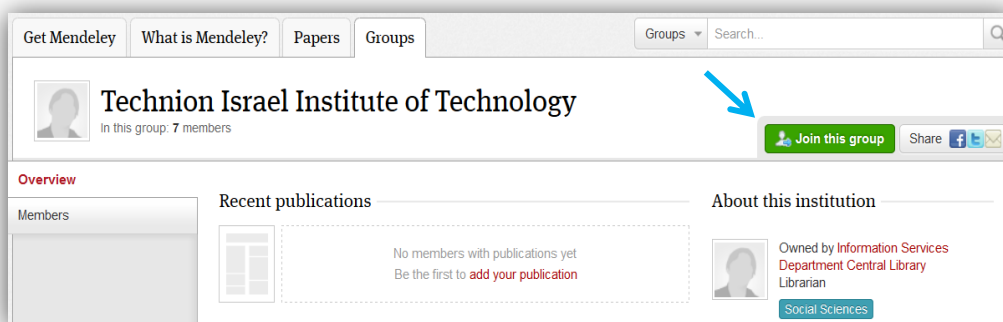 Get Mendeley
What is Mendeley?
Papers
Groups
Groups
Search...
Technion Israel Institute of Technology
In this group: 7 members
Join this group
Share
Overview
Members
Recent publications
No members with publications yet
Be the first to add your publication
About this institution
Owned by Information Services
Department Central Library
Librarian
Social Sciences